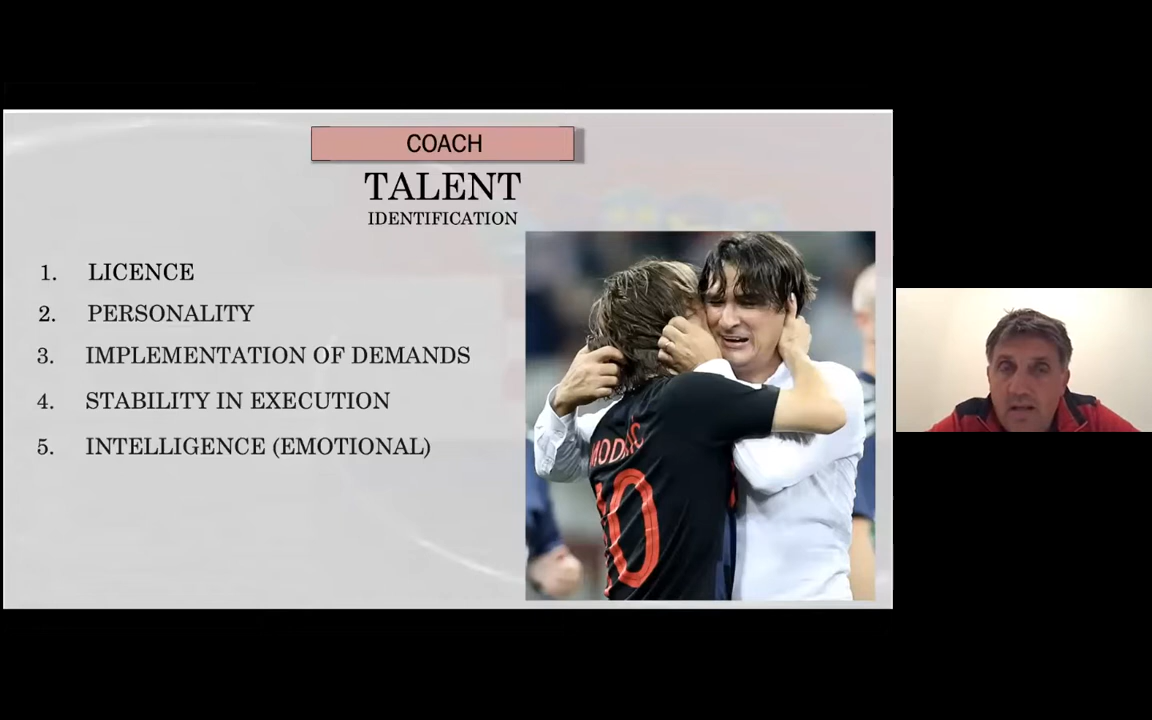 COACH
TALENT
IDENTIFICATION
1. LICENCE
2. PERSONALITY
3. IMPLEMENTATION OF DEMANDS
4. STABILITY IN EXECUTION
5. INTELLIGENCE (EMOTIONAL)
MODRIĆ
10